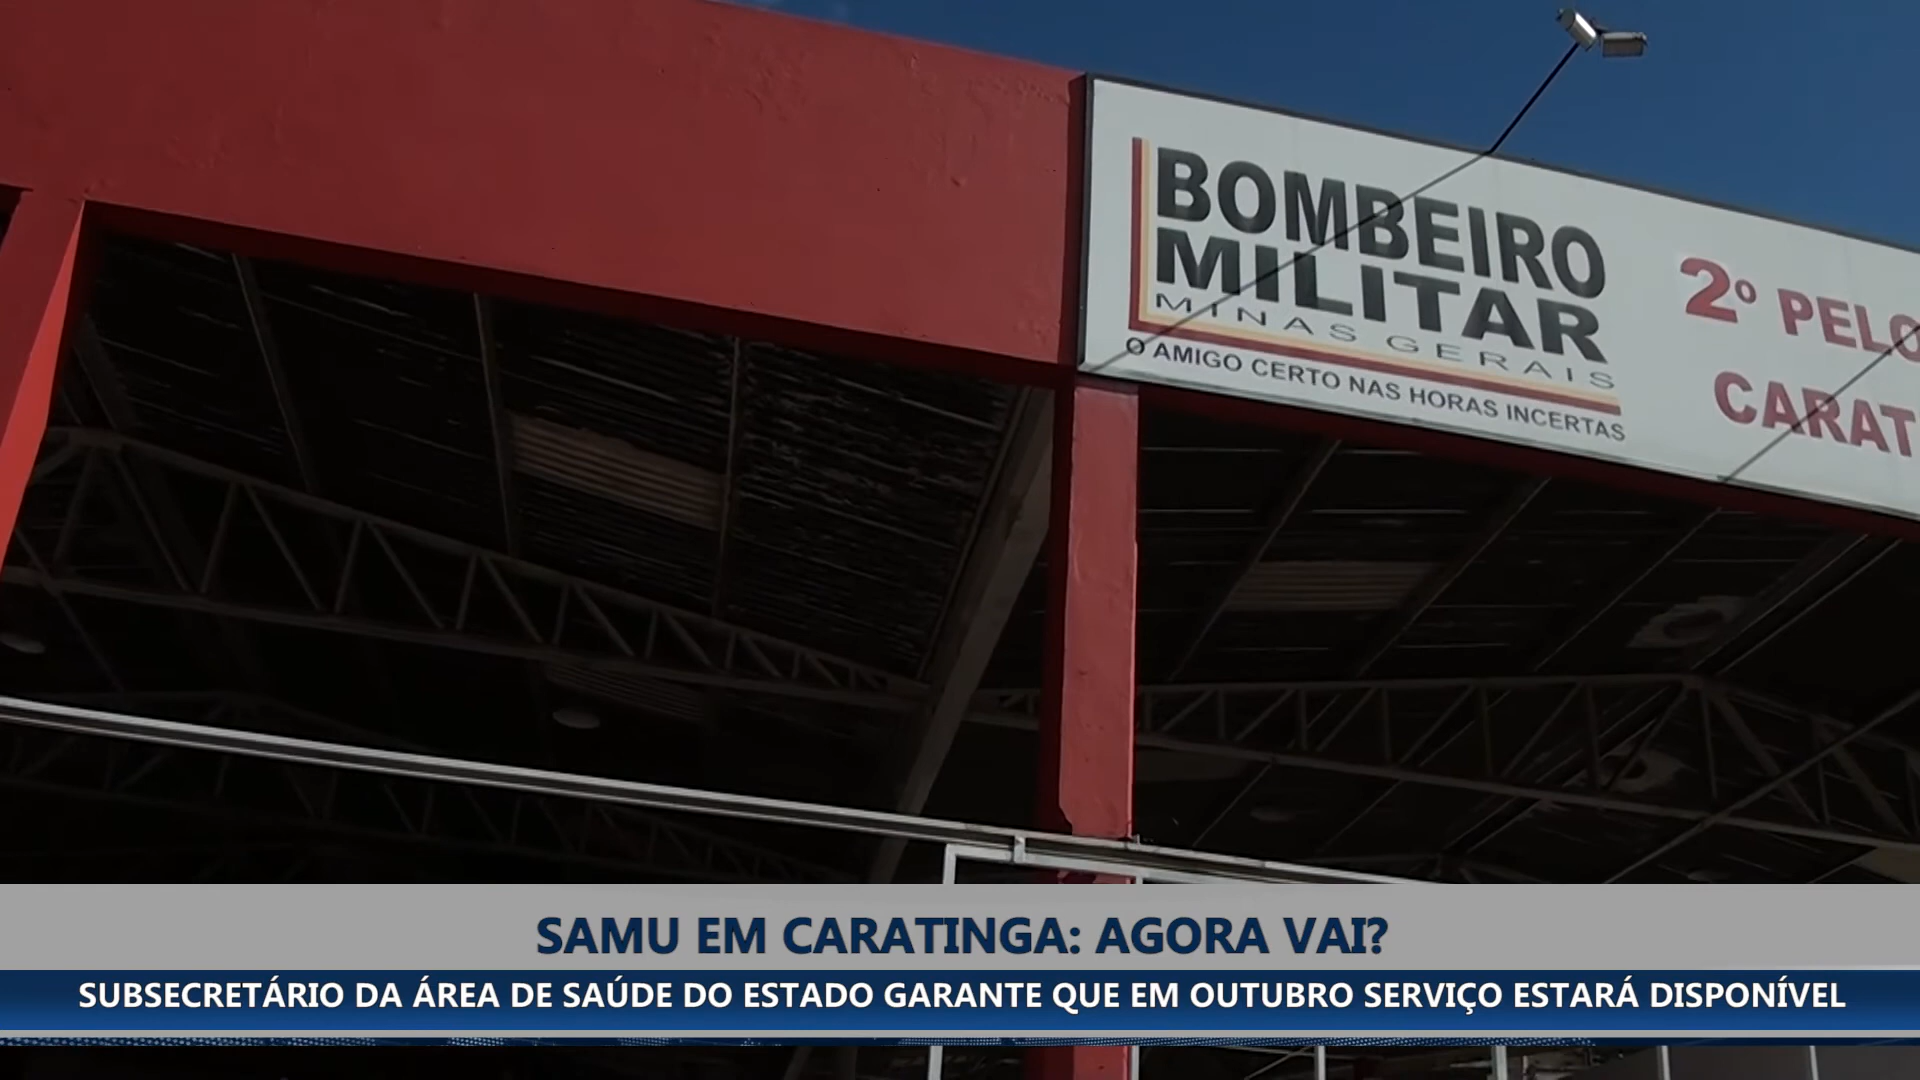 BOMBEIRO
MILITAR
MINAS GERAIS
O AMIGO CERTO NAS HORAS INCERTAS
2º PELO
CARAT
SAMU EM CARATINGA: AGORA VAI?
SUBSECRETÁRIO DA ÁREA DE SAÚDE DO ESTADO GARANTE QUE EM OUTUBRO SERVIÇO ESTARÁ DISPONÍVEL